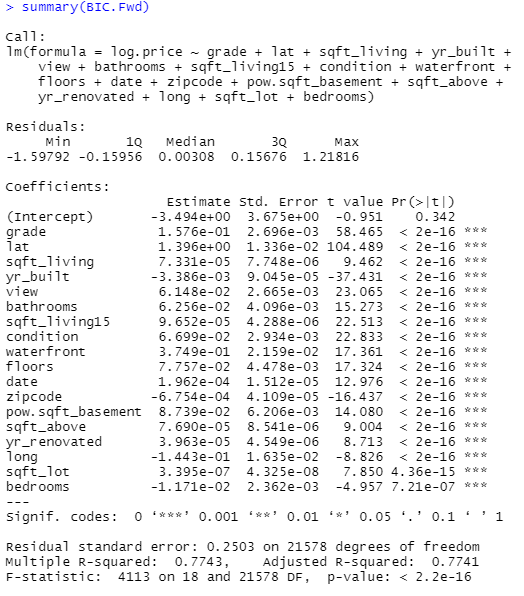 > summary(BIC.Fwd)

Call:
lm(formula = log.price ~ grade + lat + sqft_living + yr_built +
    view + bathrooms + sqft_living15 + condition + waterfront +
    floors + date + zipcode + pow.sqft_basement + sqft_above +
    yr_renovated + long + sqft_lot + bedrooms)

Residuals:
     Min       1Q   Median       3Q      Max
-1.59792 -0.15956  0.00308  0.15676  1.21816

Coefficients:
                    Estimate Std. Error t value Pr(>|t|)
(Intercept)       -3.494e+00  3.675e+00  -0.951    0.342
grade              1.576e-01  2.696e-03  58.465  < 2e-16 ***
lat                1.396e+00  1.336e-02 104.489  < 2e-16 ***
sqft_living        7.331e-05  7.748e-06   9.462  < 2e-16 ***
yr_built          -3.386e-03  9.045e-05 -37.431  < 2e-16 ***
view               6.148e-02  2.665e-03  23.065  < 2e-16 ***
bathrooms          6.256e-02  4.096e-03  15.273  < 2e-16 ***
sqft_living15      9.652e-05  4.288e-06  22.513  < 2e-16 ***
condition          6.699e-02  2.934e-03  22.833  < 2e-16 ***
waterfront         3.749e-01  2.159e-02  17.361  < 2e-16 ***
floors             7.757e-02  4.478e-03  17.324  < 2e-16 ***
date               1.962e-04  1.512e-05  12.976  < 2e-16 ***
zipcode           -6.754e-04  4.109e-05 -16.437  < 2e-16 ***
pow.sqft_basement  8.739e-02  6.206e-03  14.080  < 2e-16 ***
sqft_above         7.690e-05  8.541e-06   9.004  < 2e-16 ***
yr_renovated       3.963e-05  4.549e-06   8.713  < 2e-16 ***
long              -1.443e-01  1.635e-02  -8.826  < 2e-16 ***
sqft_lot           3.395e-07  4.325e-08   7.850 4.36e-15 ***
bedrooms          -1.171e-02  2.362e-03  -4.957 7.21e-07 ***
---
Signif. codes:  0 ‘***’ 0.001 ‘**’ 0.01 ‘*’ 0.05 ‘.’ 0.1 ‘ ’ 1

Residual standard error: 0.2503 on 21578 degrees of freedom
Multiple R-squared:  0.7743,    Adjusted R-squared:  0.7741
F-statistic:  4113 on 18 and 21578 DF,  p-value: < 2.2e-16